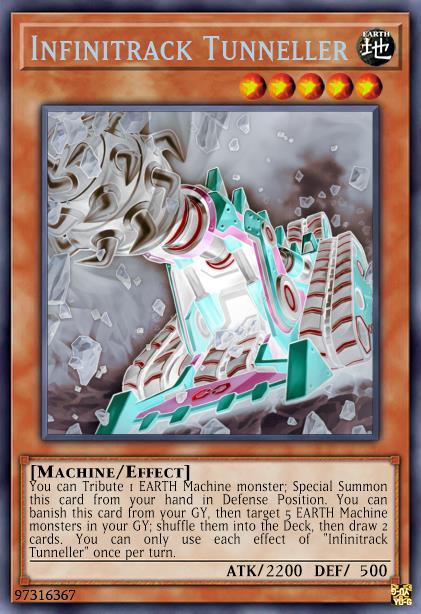 INFINITRACK TUNNELLER
EARTH
地
[MACHINE/EFFECT]
You can Tribute 1 EARTH Machine monster; Special Summon
this card from your hand in Defense Position. You can
banish this card from your GY, then target 5 EARTH Machine
monsters in your GY; shuffle them into the Deck, then draw 2
cards. You can only use each effect of "Infinitrack
Tunneller" once per turn.
ATK/2200 DEF/ 500
97316367